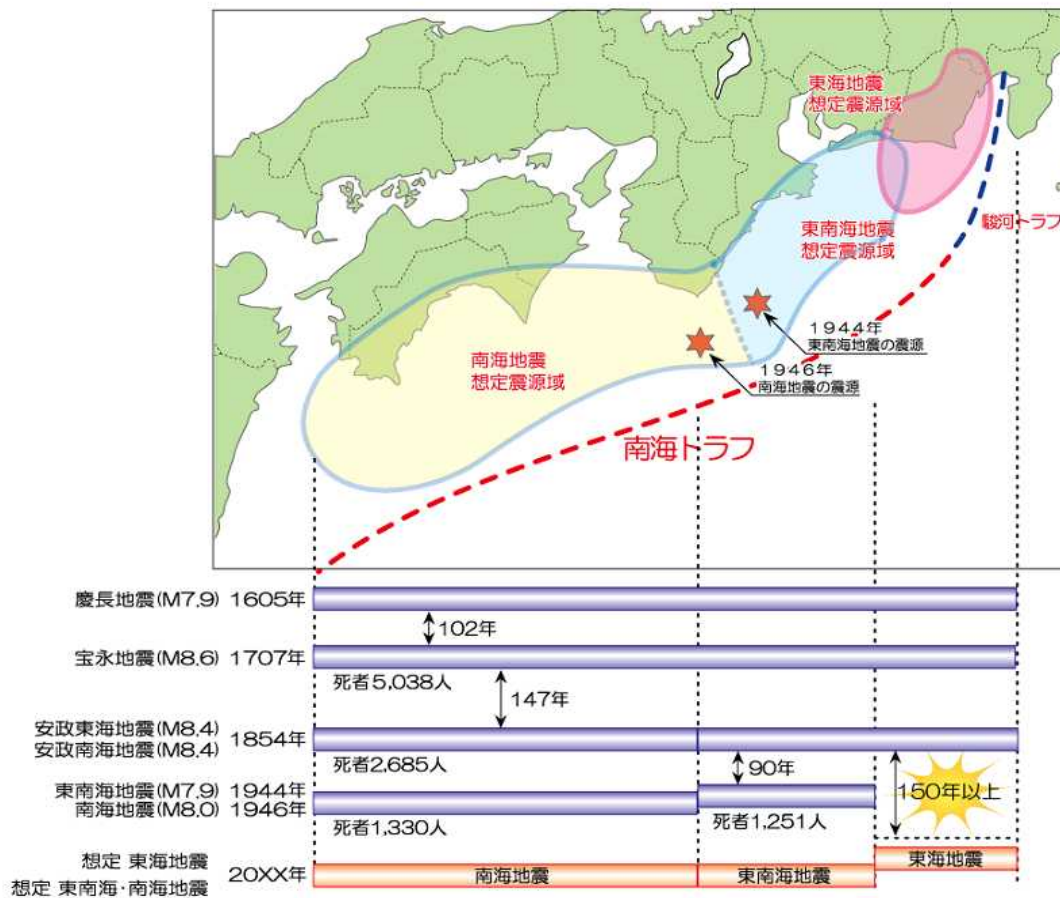 東海地震
想定震源域
駿河トラフ
東南海地震
想定震源域
1944年
東南海地震の震源
1946年
南海地震の震源
南海地震
想定震源域
南海トラフ
慶長地震(M7.9) 1605年
102年
宝永地震(M8.6) 1707年
死者5,038人
147年
安政東海地震(M8.4)
安政南海地震(M8.4)
1854年
死者2,685人
90年
150年以上
東南海地震(M7.9) 1944年
南海地震(M8.0) 1946年
死者1,330人
死者1,251人
想定 東海地震
想定 東南海・南海地震
20XX年
南海地震
東南海地震
東海地震